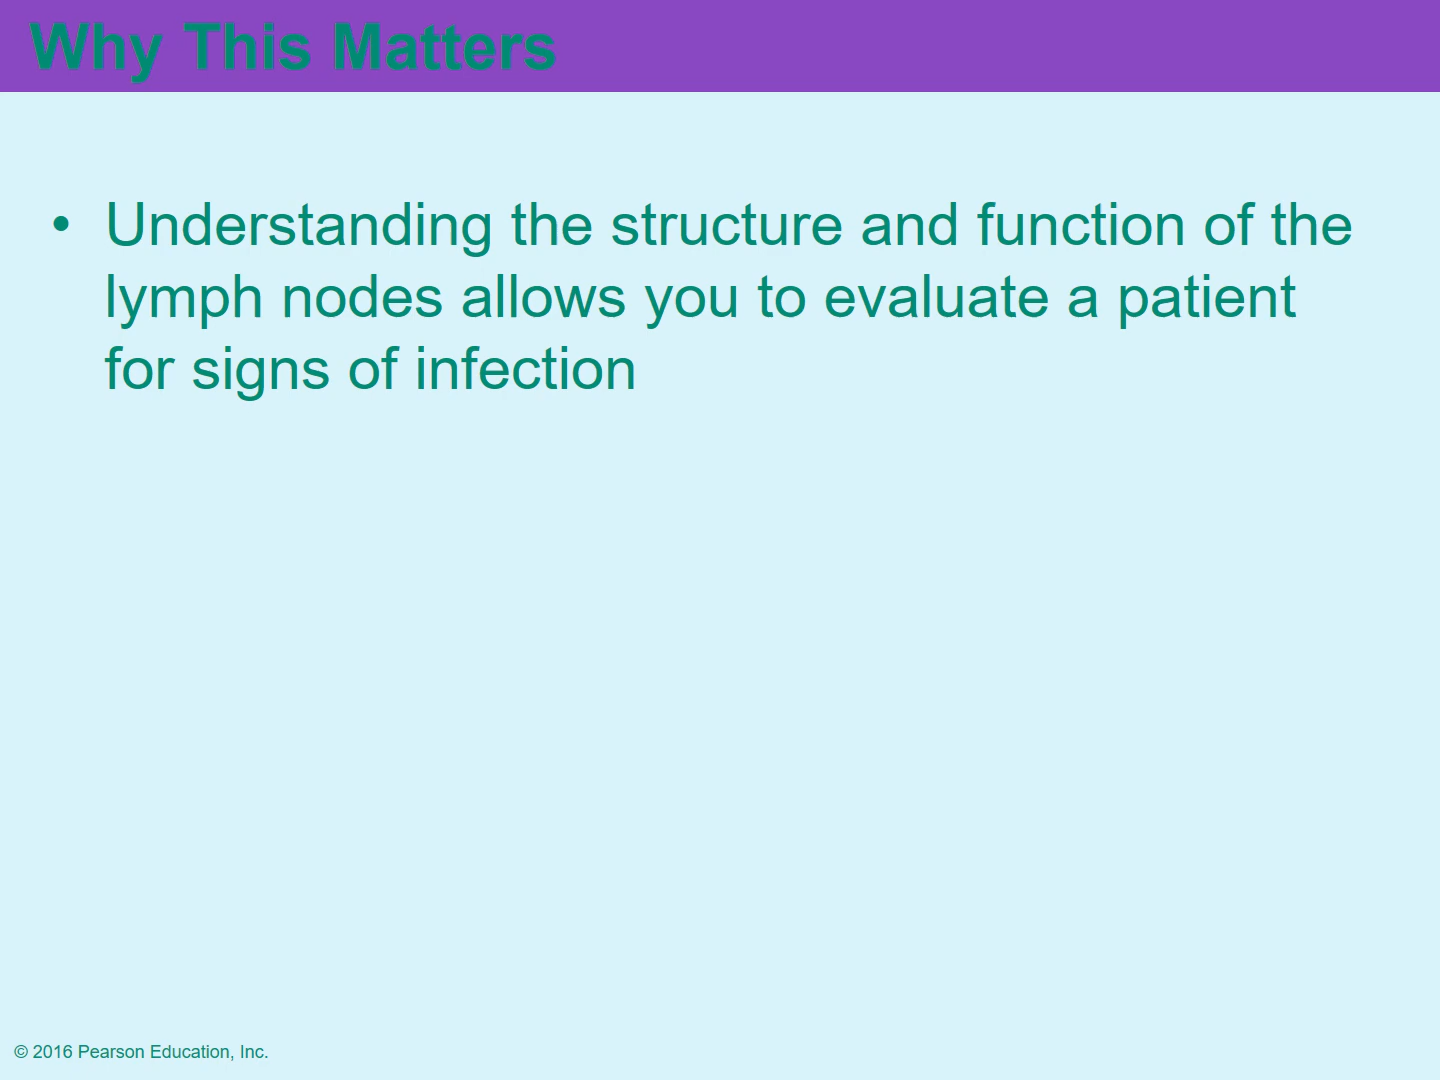 Why This Matters
• Understanding the structure and function of the
lymph nodes allows you to evaluate a patient
for signs of infection
© 2016 Pearson Education, Inc.